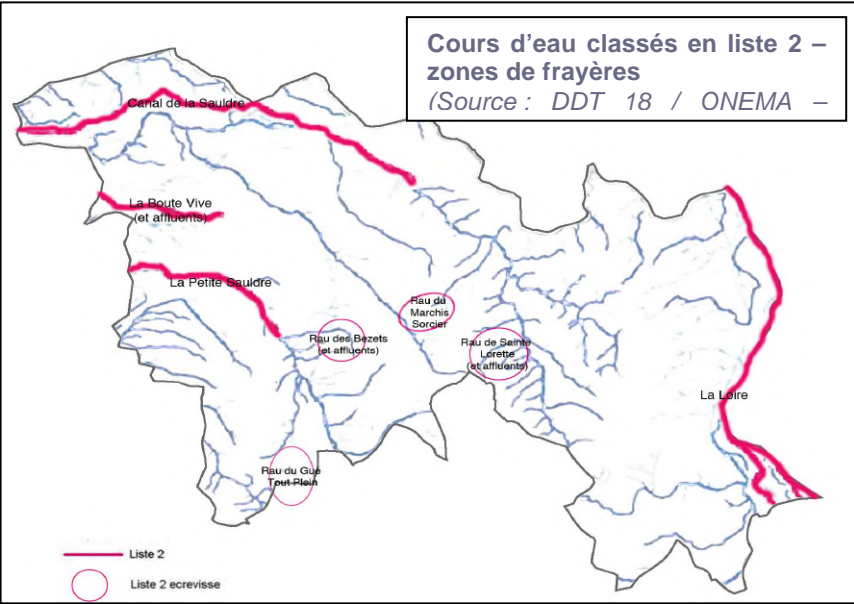 Cours d'eau classés en liste 2 –
zones de frayères
(Source : DDT 18 / ONEMA –
Canal de la Sauldre
La Boute Vive
(et affluents)
La Petite Sauldre
Rau des Bezets
(et affluents)
Rau du
Marchis
Sorcier
Rau de Sainte
Lorette
(et affluents)
La Loire
Rau du Gué
Tout Plein
Liste 2
Liste 2 ecrevisse